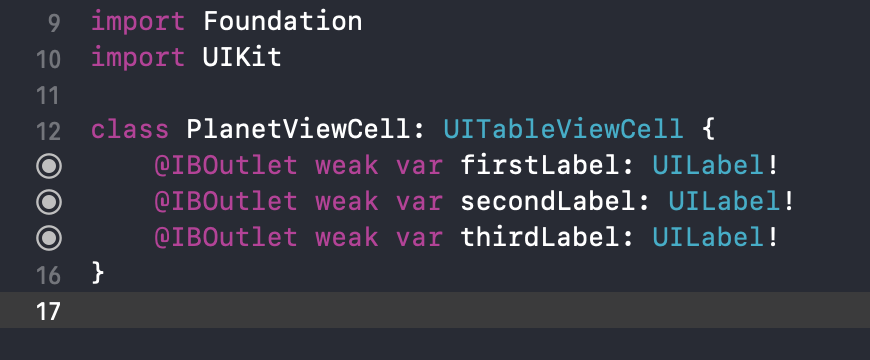 9 import Foundation
10 import UIKit
11
12 class PlanetViewCell: UITableViewCell {
@IBOutlet weak var firstLabel: UILabel!
@IBOutlet weak var secondLabel: UILabel!
@IBOutlet weak var thirdLabel: UILabel!
16 }
17